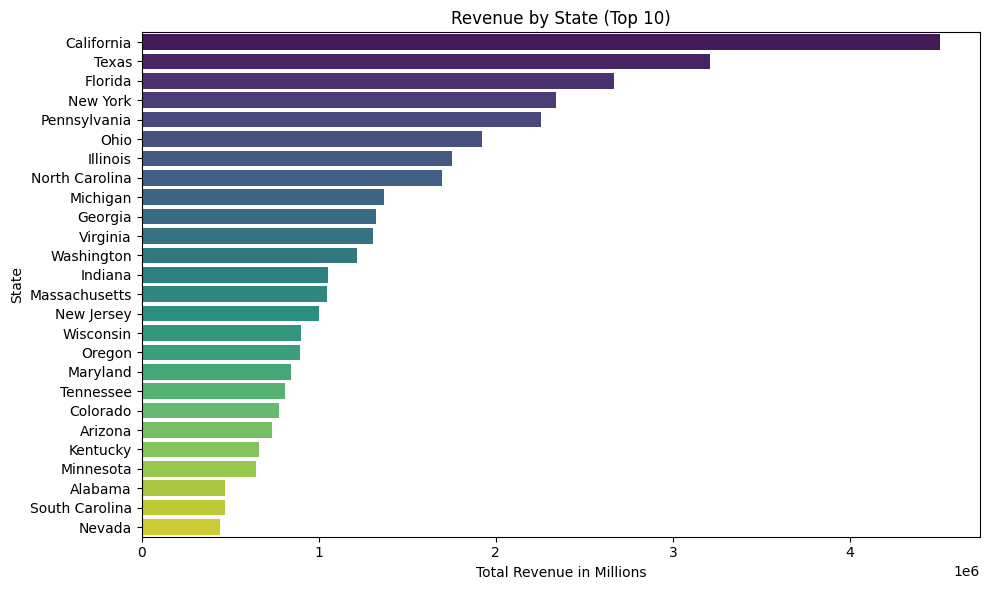 Revenue by State (Top 10)
State
California
Texas
Florida
New York
Pennsylvania
Ohio
Illinois
North Carolina
Michigan
Georgia
Virginia
Washington
Indiana
Massachusetts
New Jersey
Wisconsin
Oregon
Maryland
Tennessee
Colorado
Arizona
Kentucky
Minnesota
Alabama
South Carolina
Nevada
0 1 2 3 4
1e6
Total Revenue in Millions